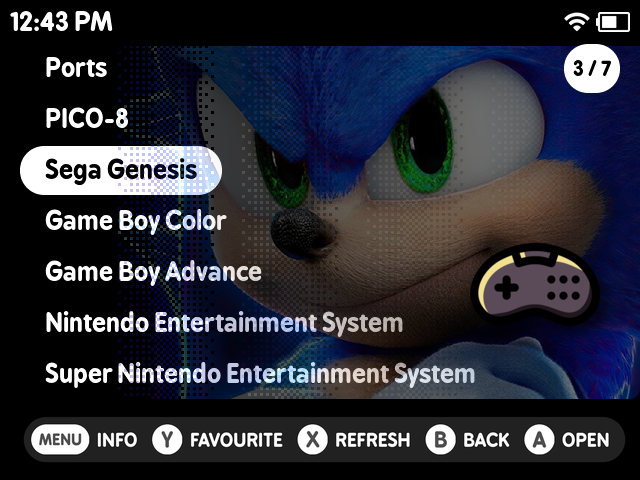 12:43 PM
Ports
3 / 7
PICO-8
Sega Genesis
Game Boy Color
Game Boy Advance
Nintendo Entertainment System
Super Nintendo Entertainment System
MENU INFO Y FAVOURITE X REFRESH B BACK A OPEN